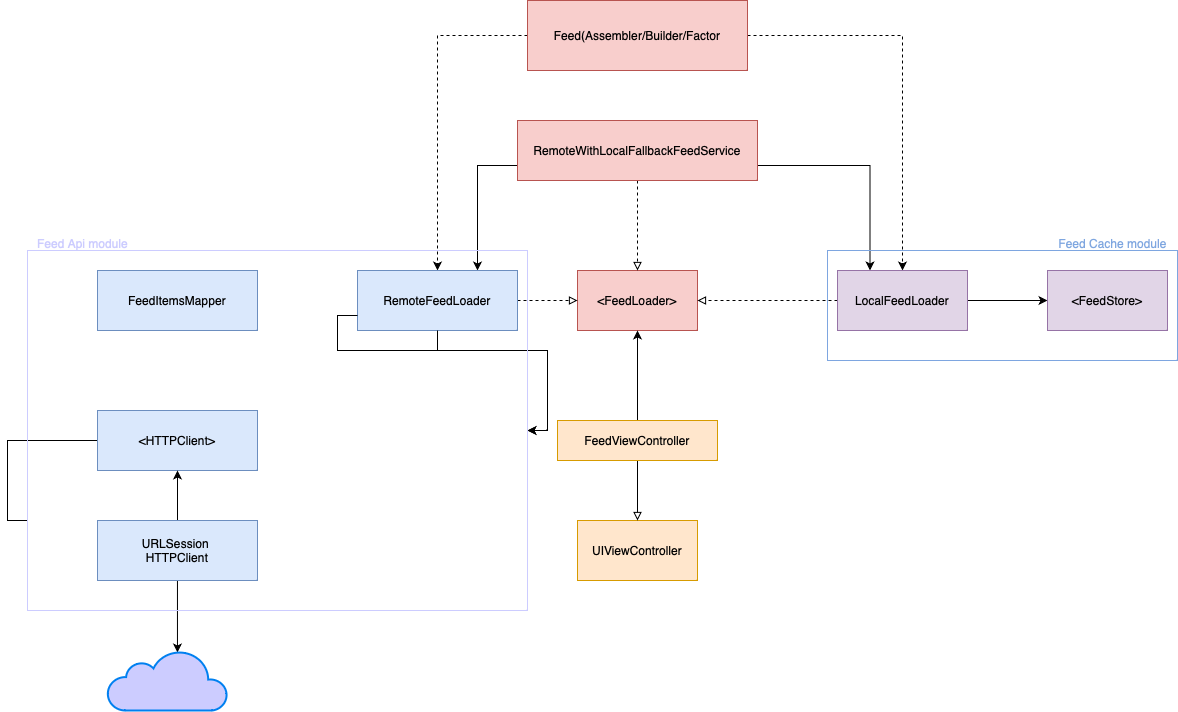 Feed(Assembler/Builder/Factor
RemoteWithLocalFallbackFeedService
Feed Api module
Feed Cache module
FeedItemsMapper
RemoteFeedLoader
<FeedLoader>
LocalFeedLoader
<FeedStore>
<HTTPClient>
FeedViewController
URLSession
HTTPClient
UIViewController